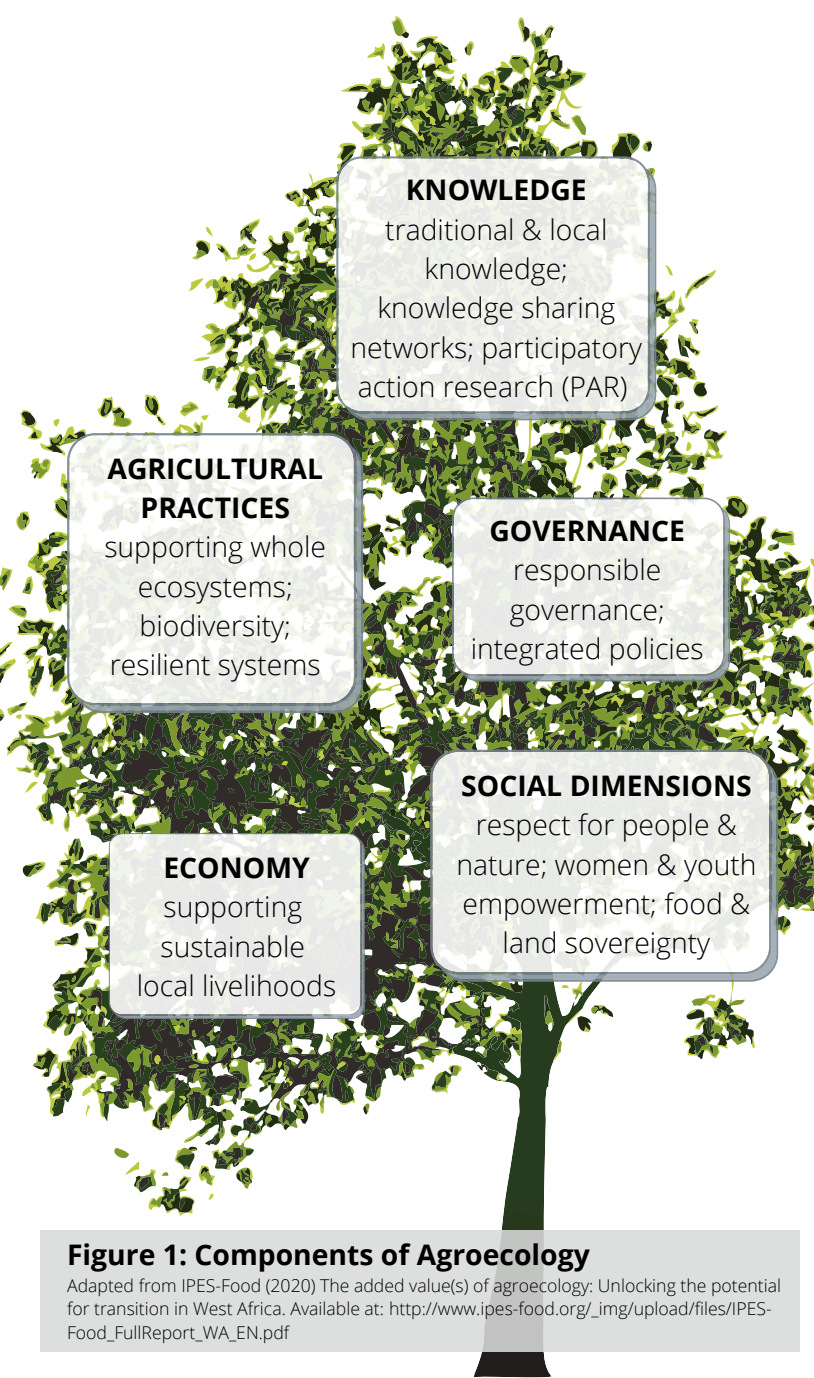 KNOWLEDGE
traditional & local
knowledge;
knowledge sharing
networks; participatory
action research (PAR)
AGRICULTURAL
PRACTICES
supporting whole
ecosystems;
biodiversity;
resilient systems
GOVERNANCE
responsible
governance;
integrated policies
SOCIAL DIMENSIONS
respect for people &
nature; women & youth
empowerment; food &
land sovereignty
ECONOMY
supporting
sustainable
local livelihoods
Figure 1: Components of Agroecology
Adapted from IPES-Food (2020) The added value(s) of agroecology: Unlocking the potential
for transition in West Africa. Available at: http://www.ipes-food.org/_img/upload/files/IPES-
Food_FullReport_WA_EN.pdf